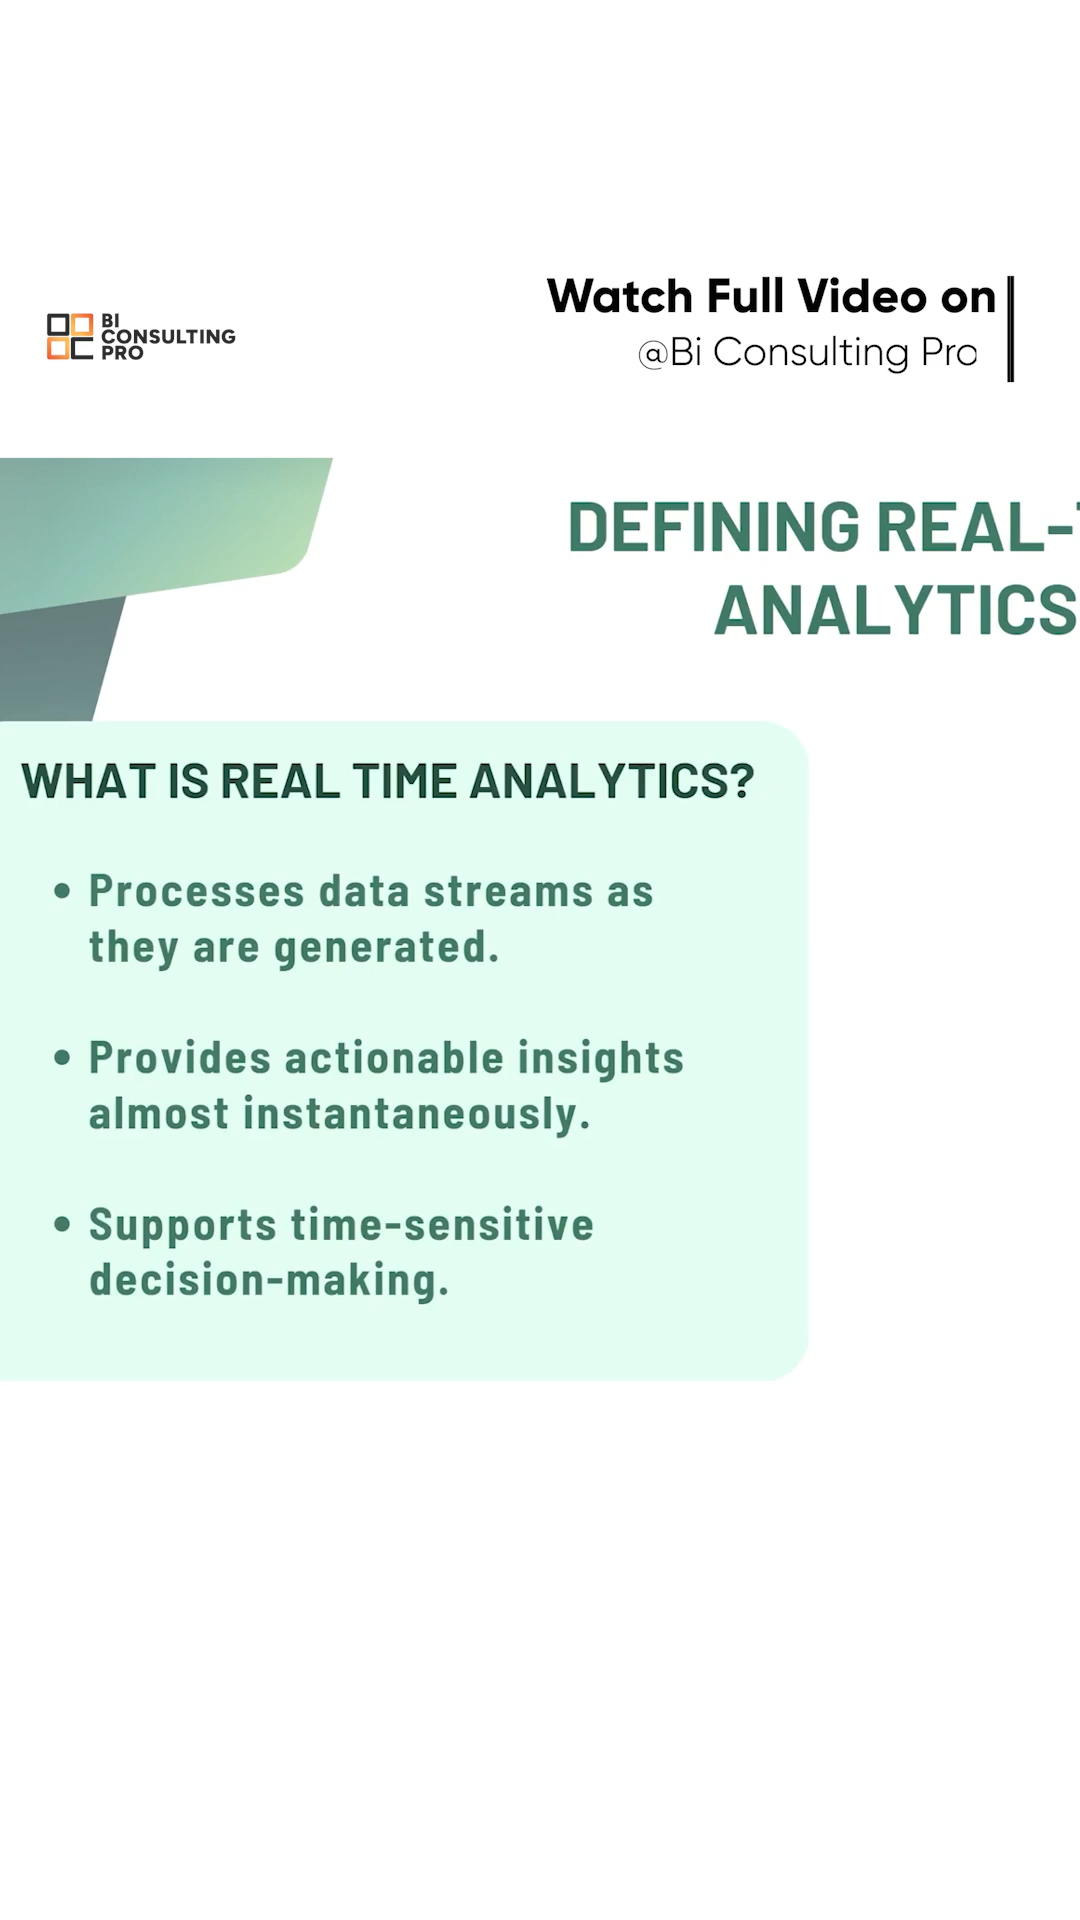 BI
CONSULTING
PRO
Watch Full Video on
@Bi Consulting Pro
DEFINING REAL-
ANALYTICS
WHAT IS REAL TIME ANALYTICS?
• Processes data streams as
they are generated.
• Provides actionable insights
almost instantaneously.
• Supports time-sensitive
decision-making.